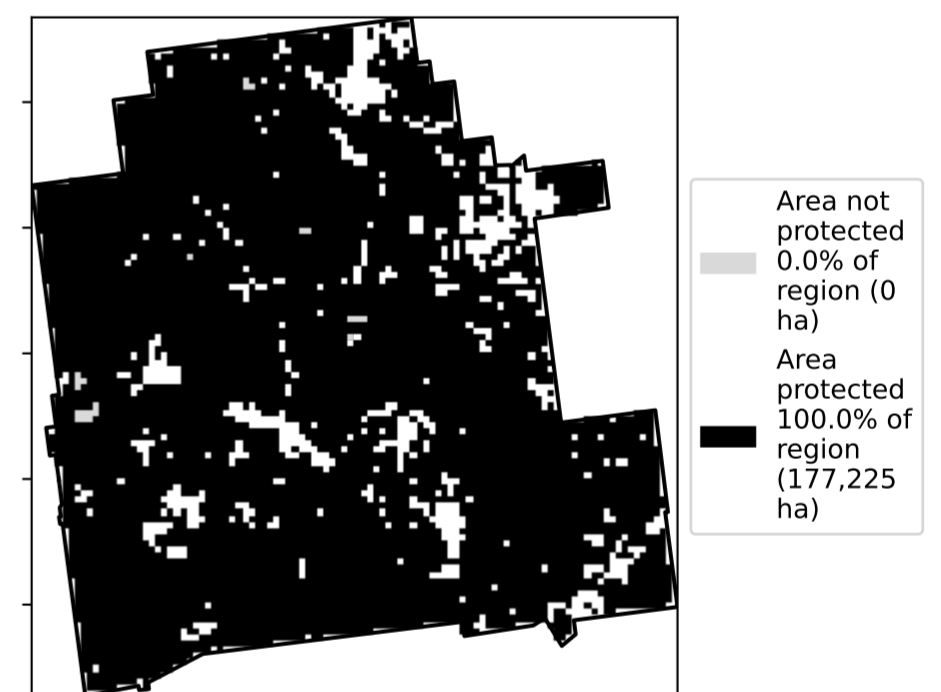 Area not
protected
0.0% of
region (0
ha)
Area
protected
100.0% of
region
(177,225
ha)